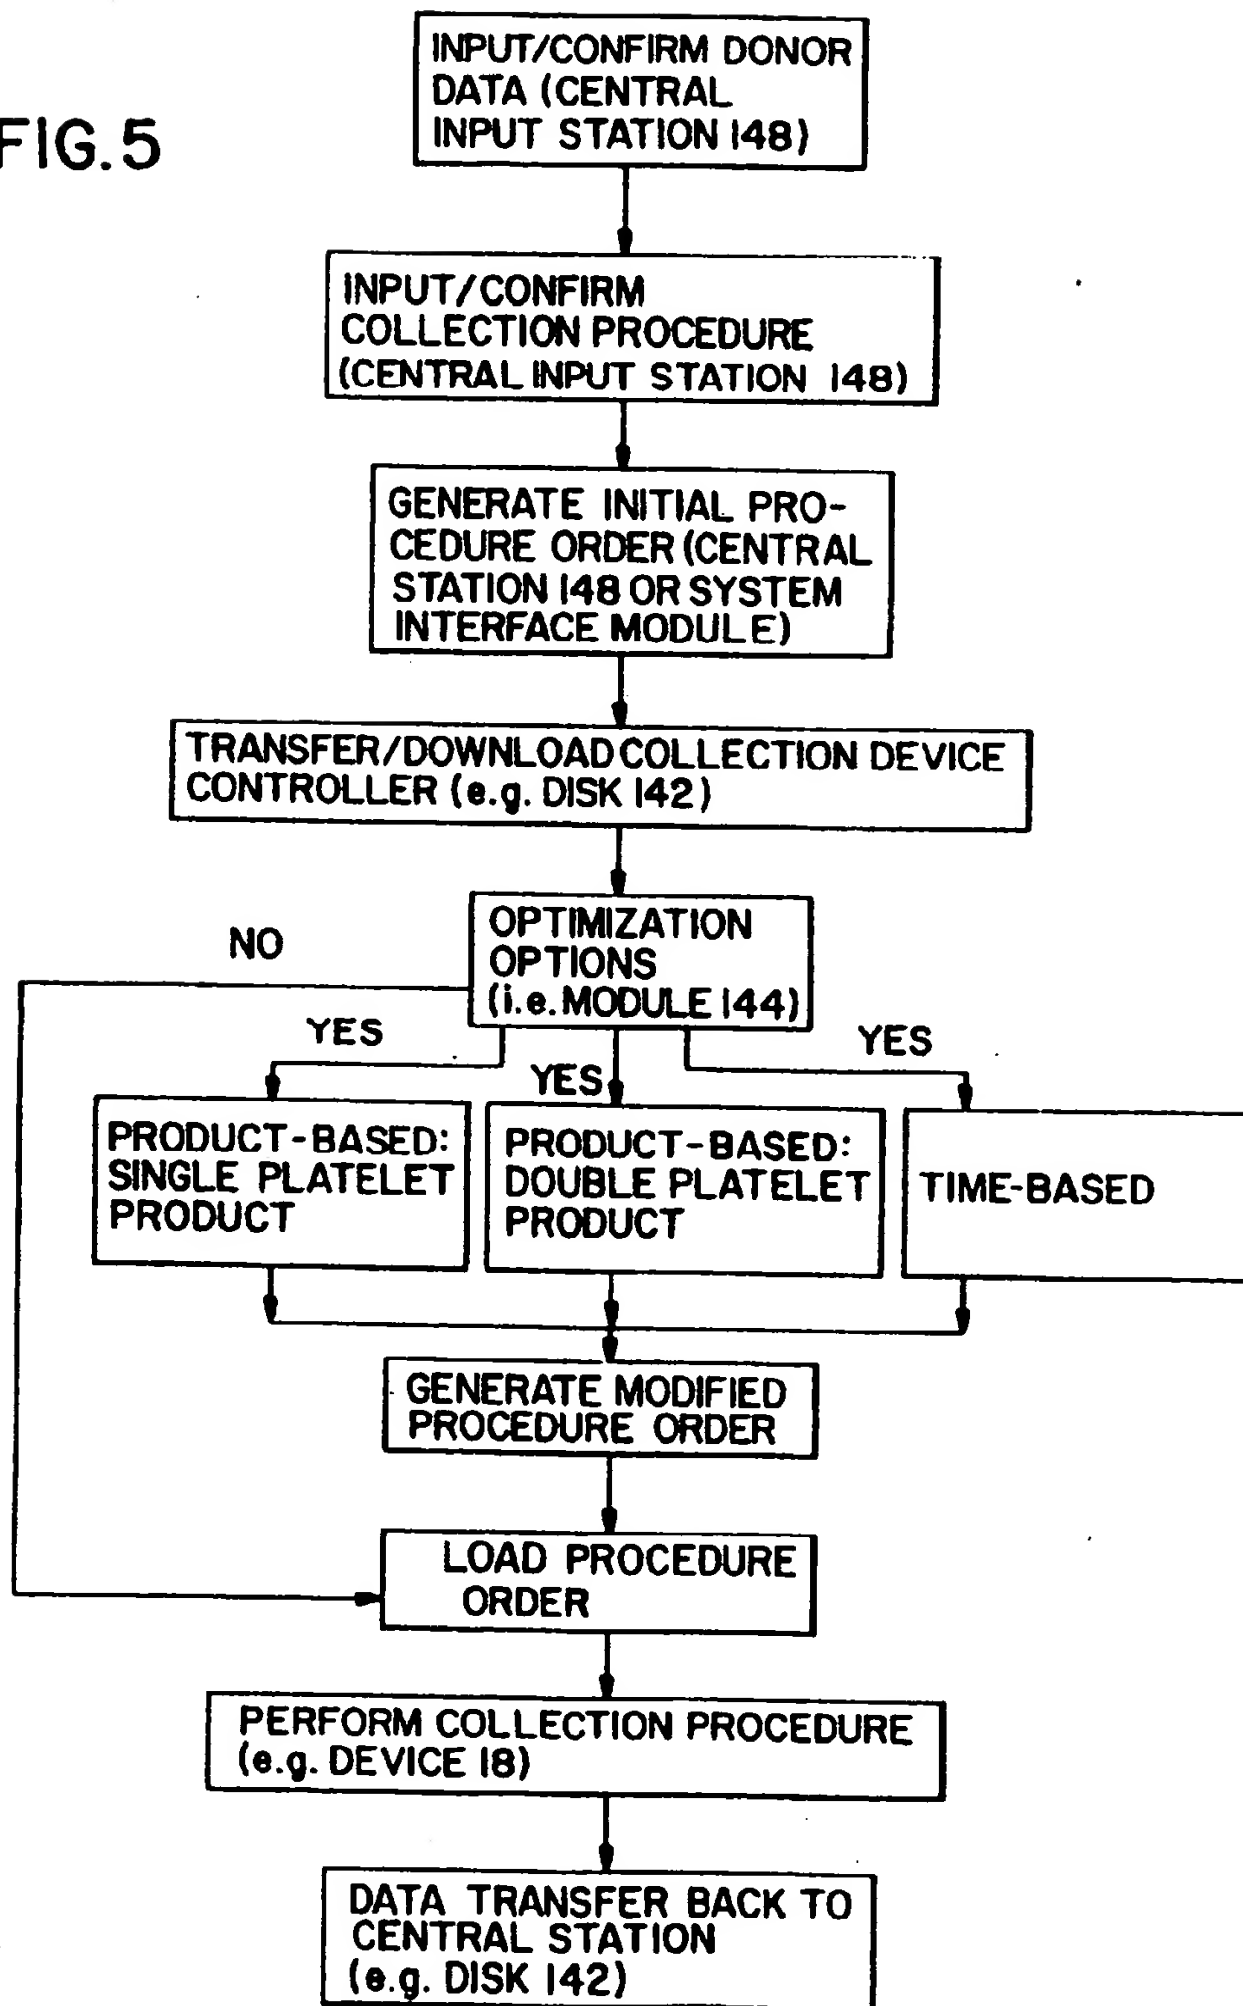 FIG.5
INPUT/CONFIRM DONOR
DATA (CENTRAL
INPUT STATION 148)
INPUT/CONFIRM
COLLECTION PROCEDURE
(CENTRAL INPUT STATION 148)
GENERATE INITIAL PRO-
CEDURE ORDER (CENTRAL
STATION 148 OR SYSTEM
INTERFACE MODULE)
TRANSFER/DOWNLOAD COLLECTION DEVICE
CONTROLLER (e.g. DISK 142)
OPTIMIZATION
OPTIONS
(i.e. MODULE 144)
NO
YES
YES
YES
PRODUCT-BASED:
SINGLE PLATELET
PRODUCT
PRODUCT-BASED:
DOUBLE PLATELET
PRODUCT
TIME-BASED
GENERATE MODIFIED
PROCEDURE ORDER
LOAD PROCEDURE
ORDER
PERFORM COLLECTION PROCEDURE
(e.g. DEVICE 18)
DATA TRANSFER BACK TO
CENTRAL STATION
(e.g. DISK 142)